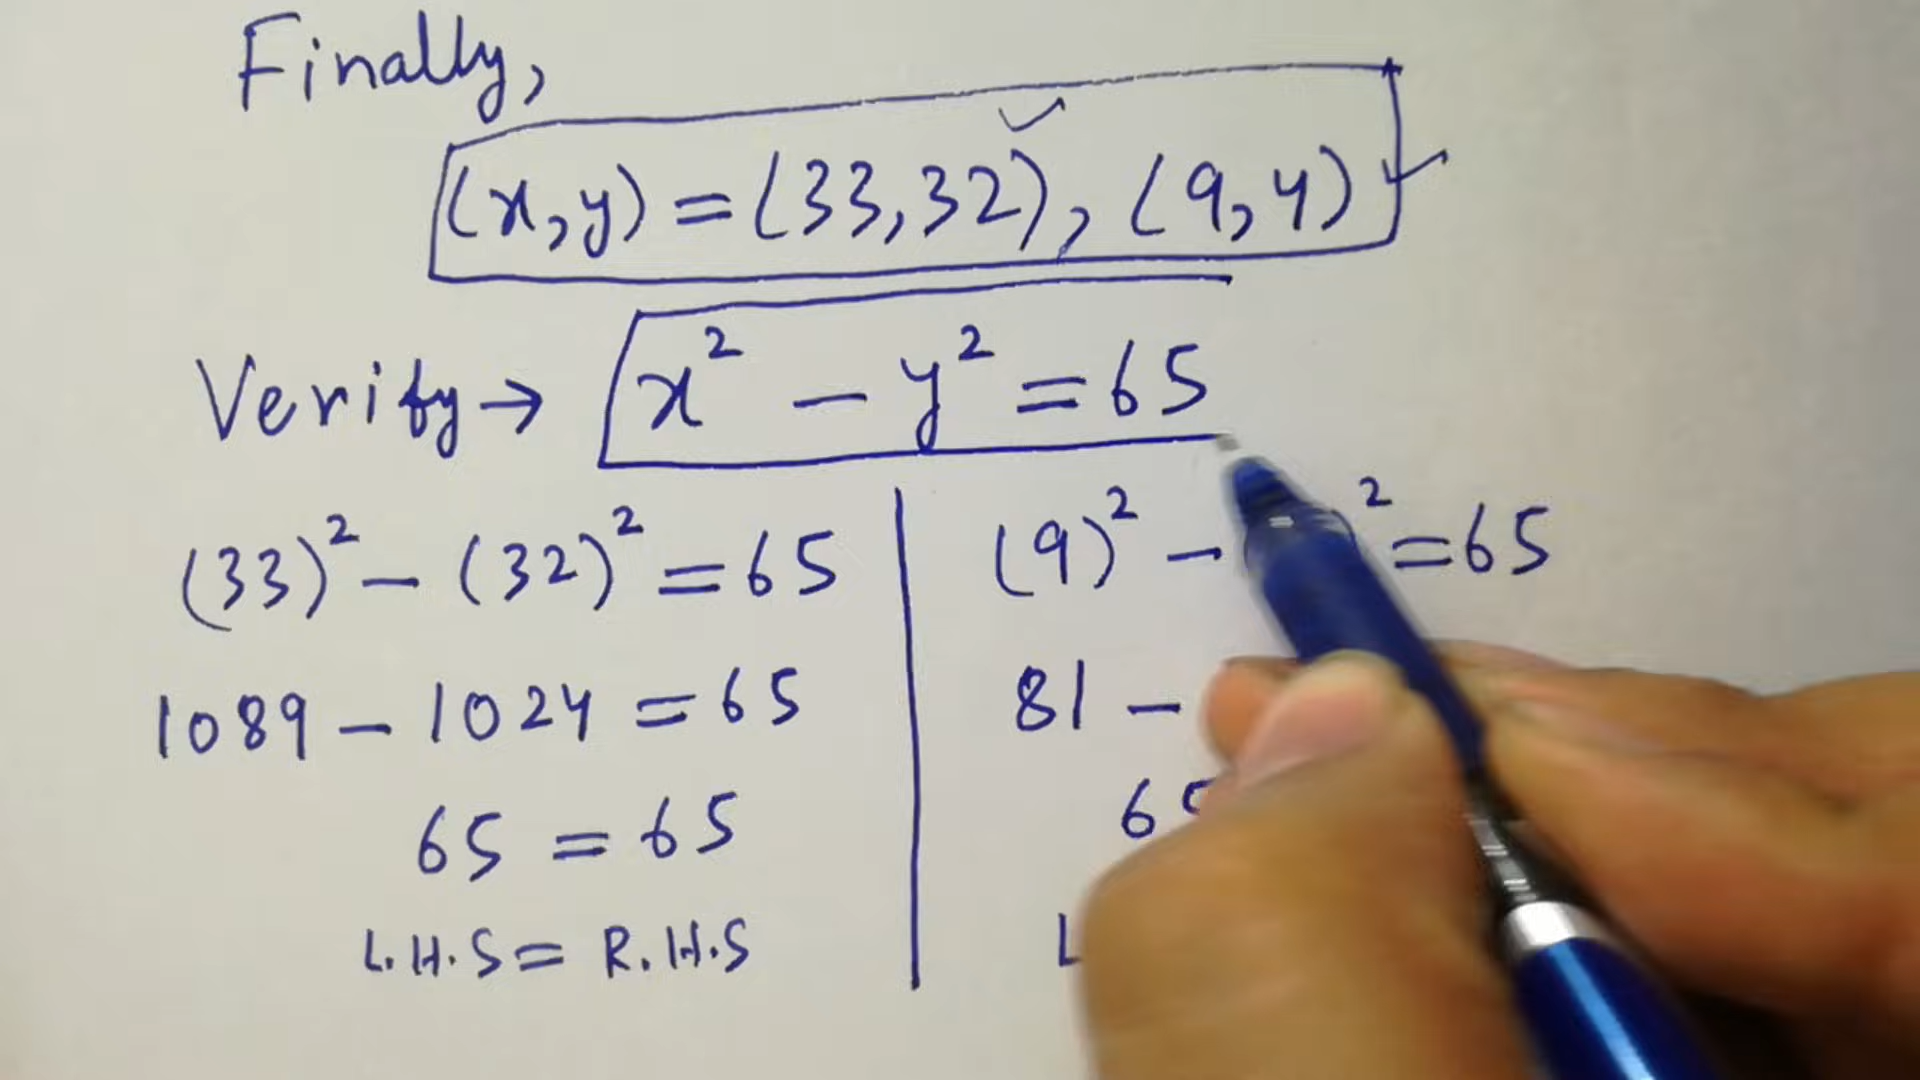 Finally,
(x,y) = (33,32), (9,4)
Verify → x² - y² = 65
(33)² - (32)² = 65
1089 - 1024 = 65
65 = 65
L.H.S = R.H.S
(9)² - ( )² = 65
81 -
65
L